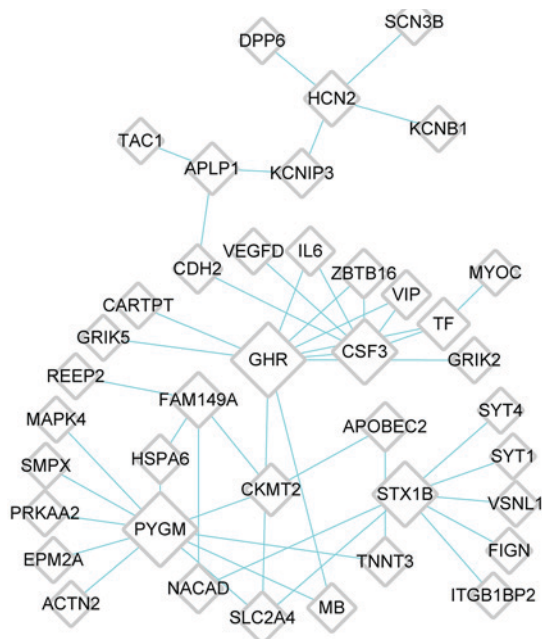 SCN3B
DPP6
HCN2
KCNB1
TAC1
APLP1
KCNIP3
VEGFD
IL6
CDH2
ZBTB16
MYOC
CARTPT
VIP
TF
GRIK5
GHR
CSF3
GRIK2
REEP2
FAM149A
MAPK4
APOBEC2
SYT4
SMPX
HSPA6
SYT1
CKMT2
STX1B
VSNL1
PRKAA2
PYGM
EPM2A
TNNT3
FIGN
NACAD
ACTN2
SLC2A4
MB
ITGB1BP2